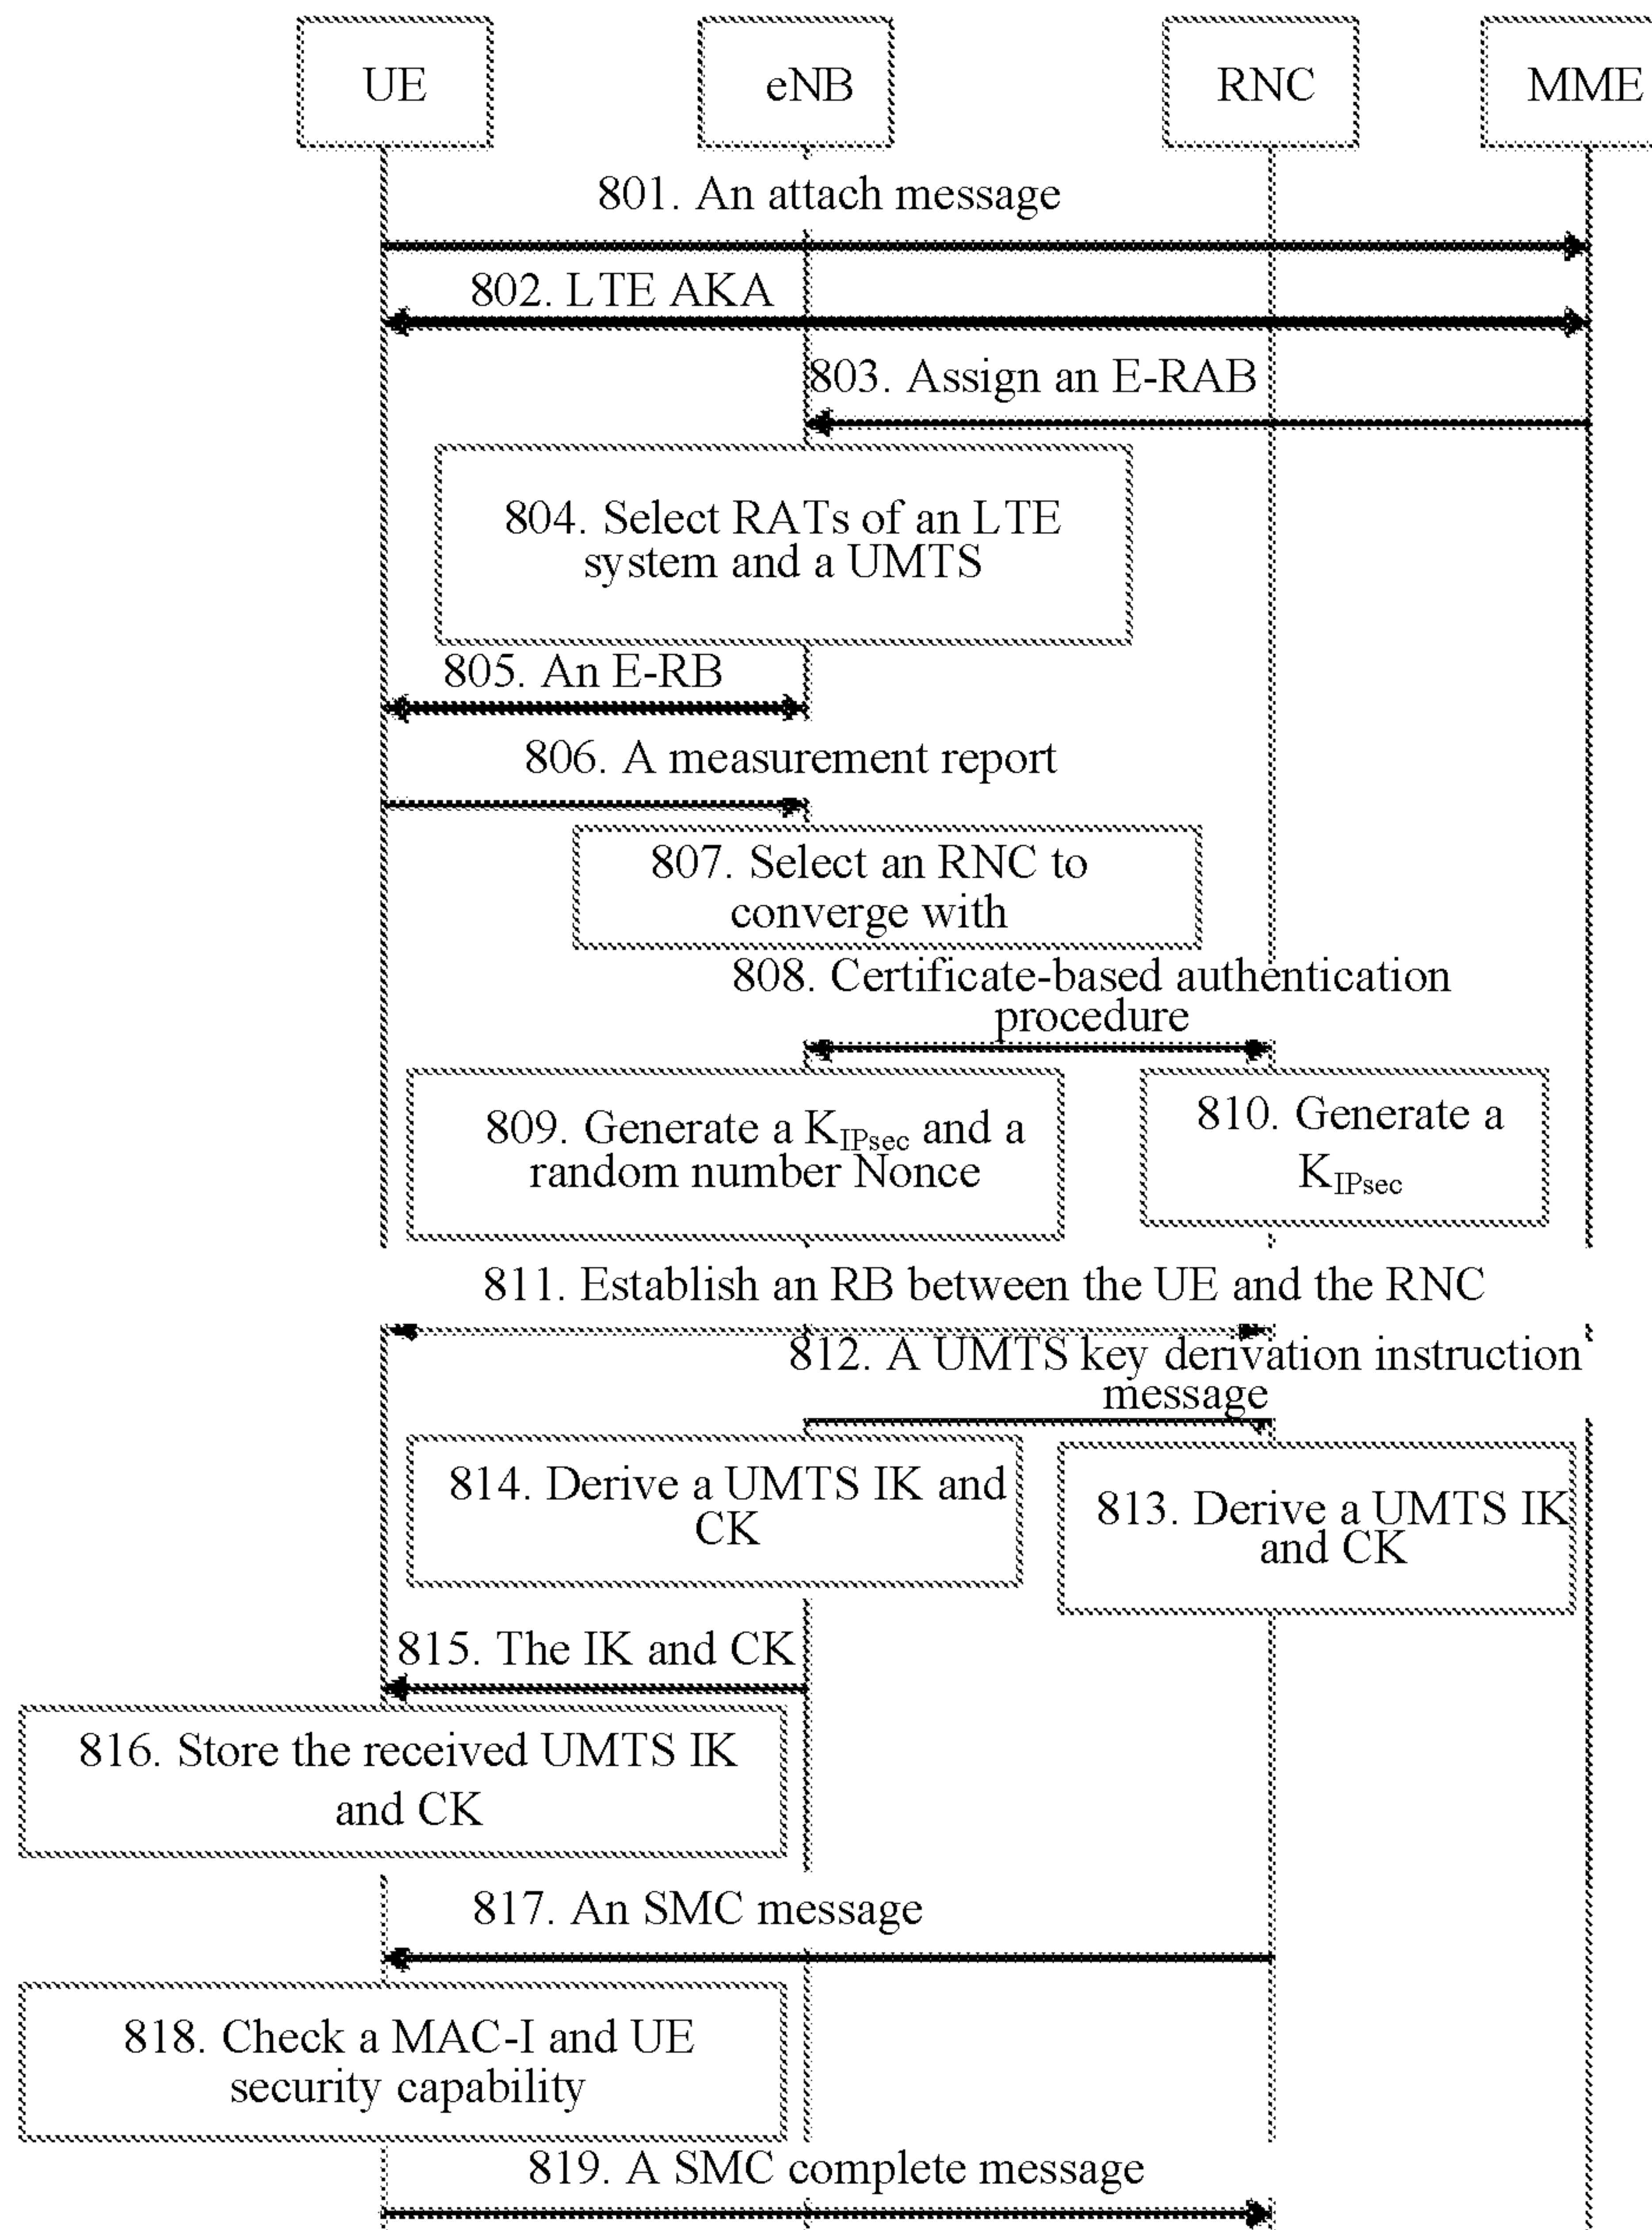 UE
eNB
RNC
MME
801. An attach message
802. LTE AKA
803. Assign an E-RAB
804. Select RATs of an LTE
system and a UMTS
805. An E-RB
806. A measurement report
807. Select an RNC to
converge with
808. Certificate-based authentication
procedure
809. Generate a KIPsec and a
random number Nonce
810. Generate a
KIPsec
811. Establish an RB between the UE and the RNC
812. A UMTS key derivation instruction
message
814. Derive a UMTS IK and
CK
813. Derive a UMTS IK
and CK
815. The IK and CK
816. Store the received UMTS IK
and CK
817. An SMC message
818. Check a MAC-I and UE
security capability
819. A SMC complete message